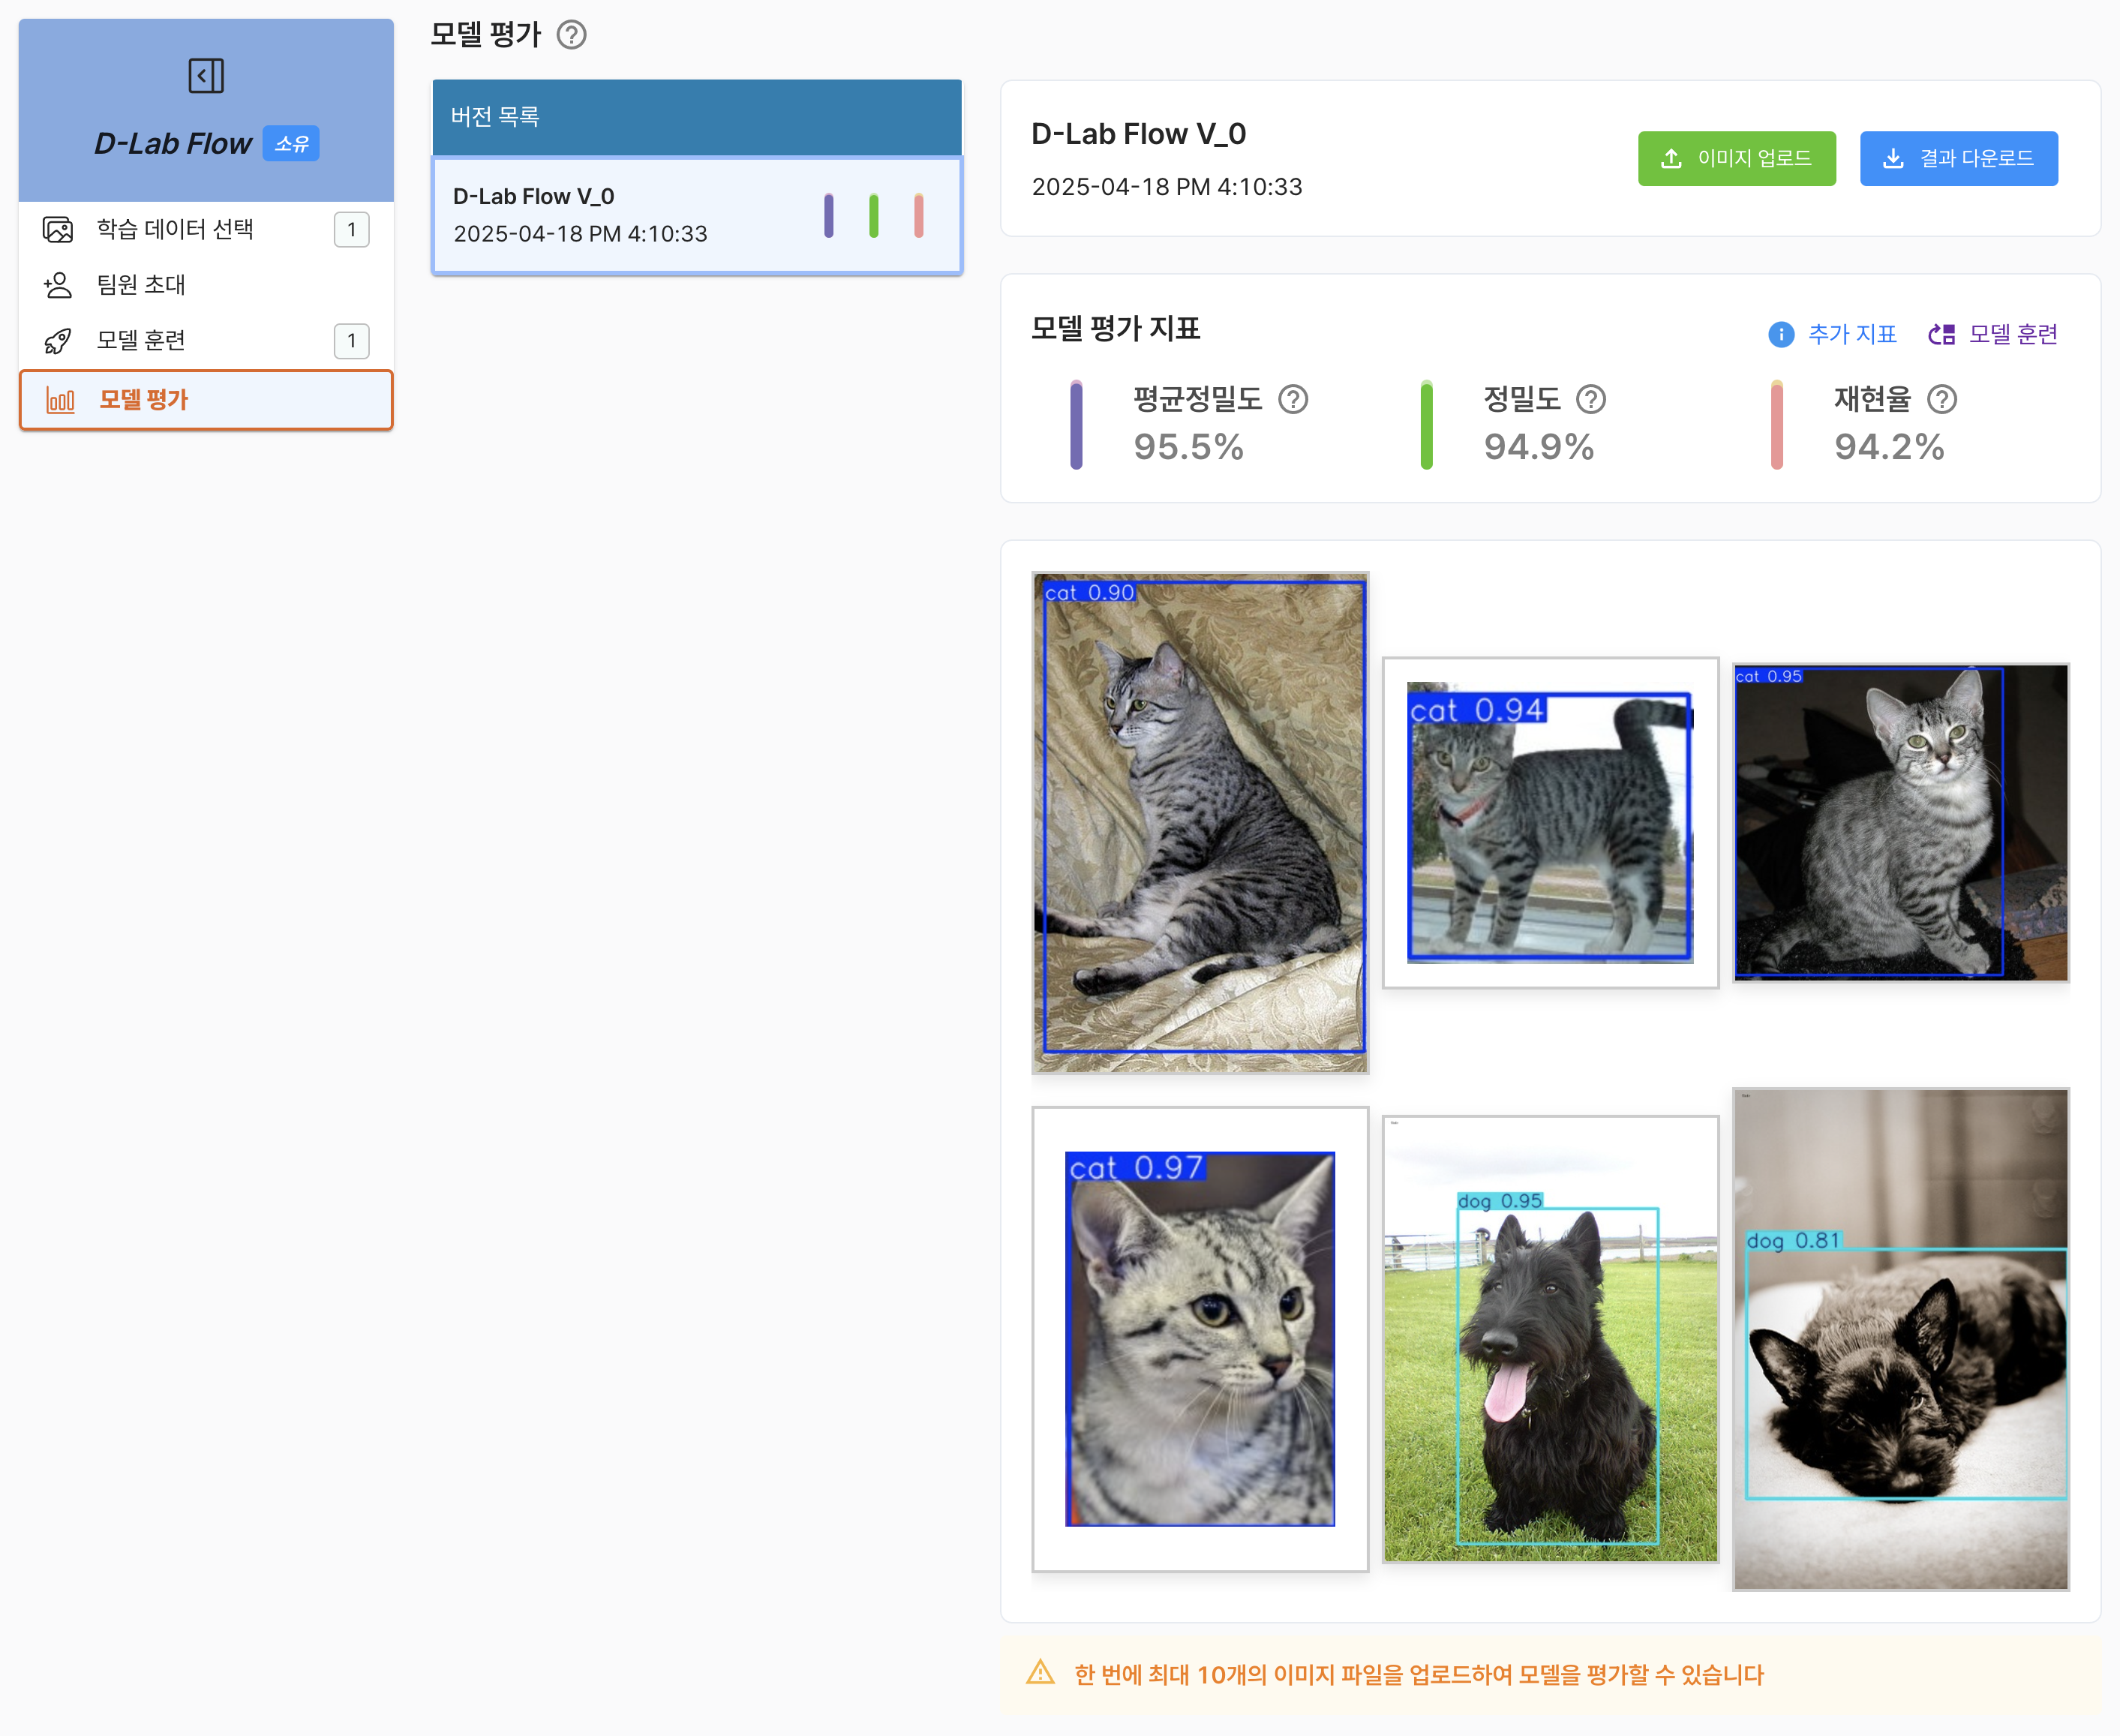 D-Lab Flow 소유
학습 데이터 선택 1
팀원 초대
모델 훈련 1
모델 평가
모델 평가
버전 목록
D-Lab Flow V_0
2025-04-18 PM 4:10:33
D-Lab Flow V_0
2025-04-18 PM 4:10:33
이미지 업로드
결과 다운로드
모델 평가 지표
추가 지표
모델 훈련
평균정밀도
95.5%
정밀도
94.9%
재현율
94.2%
cat 0.90
cat 0.94
cat 0.95
cat 0.97
dog 0.95
dog 0.81
한 번에 최대 10개의 이미지 파일을 업로드하여 모델을 평가할 수 있습니다